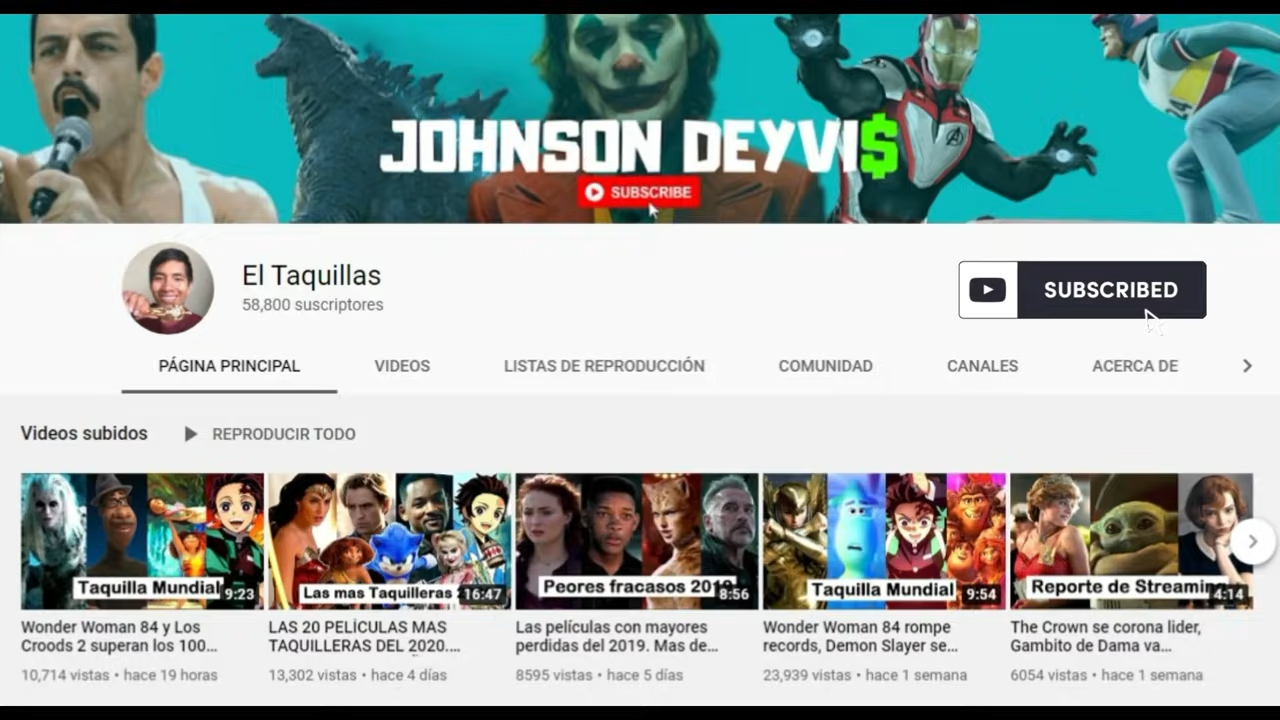 JOHNSON DEYVI$
SUBSCRIBE
El Taquillas
58,800 suscriptores
SUBSCRIBED
PÁGINA PRINCIPAL
VIDEOS
LISTAS DE REPRODUCCIÓN
COMUNIDAD
CANALES
ACERCA DE
Videos subidos
REPRODUCIR TODO
Taquilla Mundial
9:23
Las mas Taquilleras
16:47
Peores fracasos 2019
8:56
Taquilla Mundial
9:54
Reporte de Streaming
4:14
Wonder Woman 84 y Los
Croods 2 superan los 100...
10,714 vistas • hace 19 horas
LAS 20 PELÍCULAS MAS
TAQUILLERAS DEL 2020....
13,302 vistas • hace 4 días
Las películas con mayores
perdidas del 2019. Mas de...
8595 vistas • hace 5 días
Wonder Woman 84 rompe
records, Demon Slayer se...
23,939 vistas • hace 1 semana
The Crown se corona lider,
Gambito de Dama va...
6054 vistas • hace 1 semana